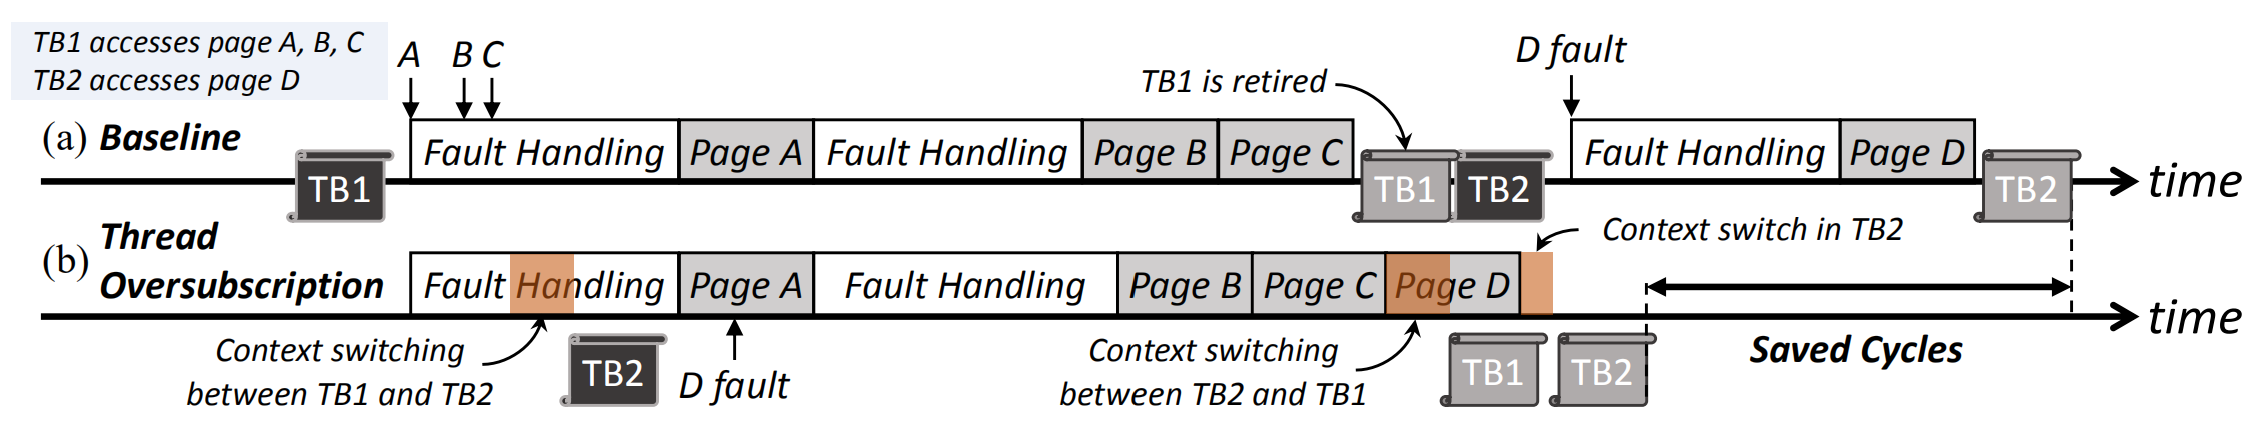 TB1 accesses page A, B, C
TB2 accesses page D
A B C
TB1 is retired
D fault
(a) Baseline
TB1
Fault Handling
Page A
Fault Handling
Page B
Page C
TB1
TB2
Fault Handling
Page D
TB2
time
(b) Thread
Oversubscription
Fault Handling
Page A
Fault Handling
Page B
Page C
Page D
Context switch in TB2
time
Context switching
between TB1 and TB2
TB2
D fault
Context switching
between TB2 and TB1
TB1
TB2
Saved Cycles